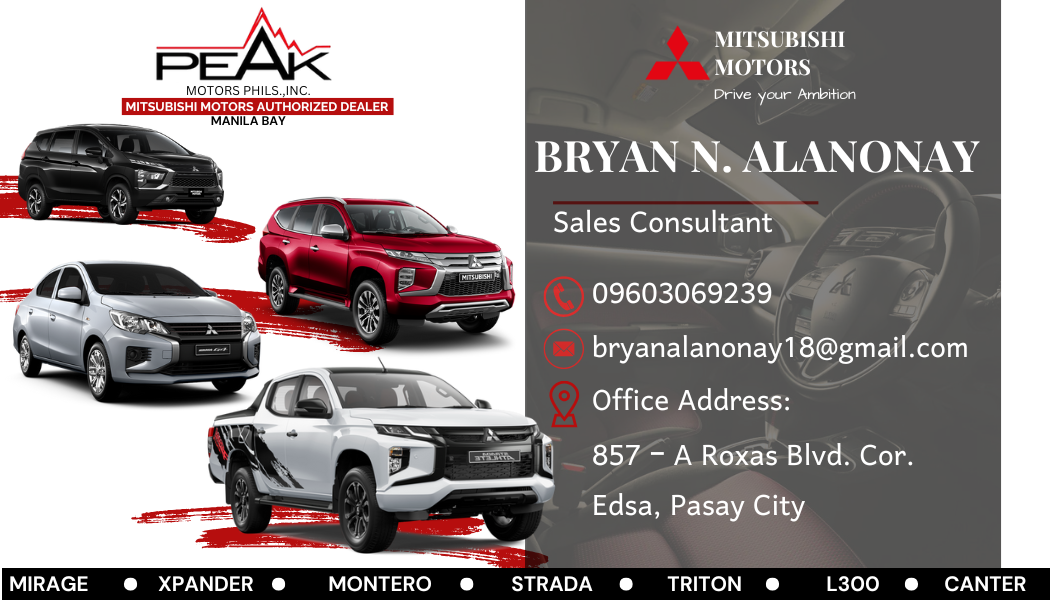 PEAK
MOTORS PHILS.,INC.
MITSUBISHI MOTORS AUTHORIZED DEALER
MANILA BAY
MITSUBISHI
MOTORS
Drive your Ambition
BRYAN N. ALANONAY
Sales Consultant
09603069239
bryanalanonay18@gmail.com
Office Address:
857 - A Roxas Blvd. Cor.
Edsa, Pasay City
MITSUBISHI
ATHLETE
MIRAGE ● XPANDER ● MONTERO ● STRADA ● TRITON ● L300 ● CANTER